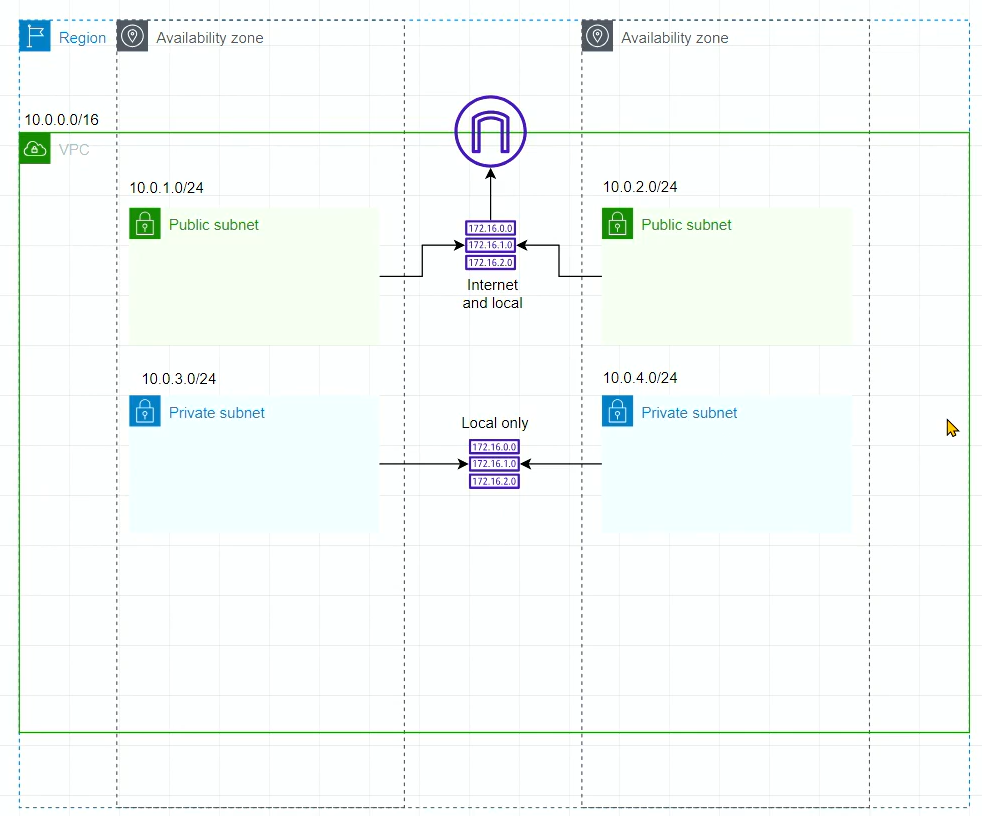 Region
Availability zone
Availability zone
10.0.0.0/16
VPC
10.0.1.0/24
10.0.2.0/24
Public subnet
Public subnet
172.16.0.0
172.16.1.0
172.16.2.0
Internet
and local
10.0.3.0/24
10.0.4.0/24
Private subnet
Private subnet
Local only
172.16.0.0
172.16.1.0
172.16.2.0